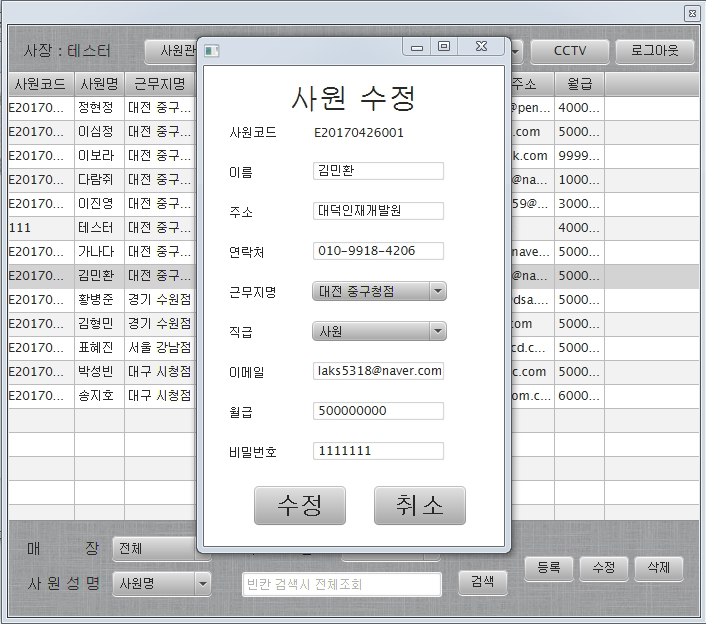 사장 : 테스터 사원관 CCTV 로그아웃
사원코드 사원명 근무지명 주소 월급
E20170... 정현정 대전 중구... @pen... 4000...
E20170... 이심정 대전 중구... .com 5000...
E20170... 이보라 대전 중구... k.com 9999...
E20170... 다람쥐 대전 중구... @na... 1000...
E20170... 이진영 대전 중구... 59@... 3000...
111 테스터 대전 중구... 4000...
E20170... 가나다 대전 중구... nave... 5000...
E20170... 김민환 대전 중구... @na... 5000...
E20170... 황병준 경기 수원점 rdsa... 5000...
E20170... 김형민 경기 수원점 com 5000...
E20170... 표혜진 서울 강남점 cd.c... 5000...
E20170... 박성빈 대구 시청점 c.com 5000...
E20170... 송지호 대구 시청점 om.c... 6000...
사원 수정
사원코드 E20170426001
이름 김민환
주소 대덕인재개발원
연락처 010-9918-4206
근무지명 대전 중구청점
직급 사원
이메일 laks5318@naver.com
월급 500000000
비밀번호 1111111
수정 취소
매 장 전체
사 원 성 명 사원명 빈칸 검색시 전체조회 검색 등록 수정 삭제